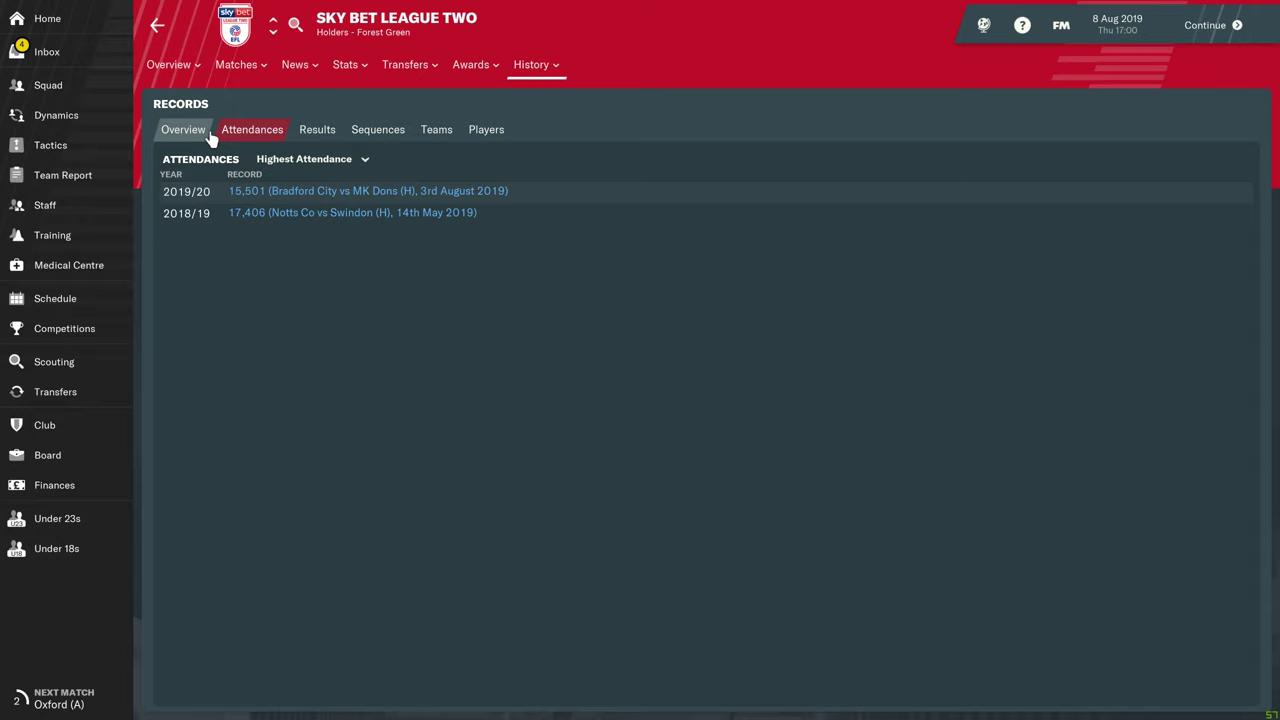 Home
4
Inbox
Squad
Dynamics
Tactics
Team Report
Staff
Training
Medical Centre
Schedule
Competitions
Scouting
Transfers
Club
Board
Finances
U23
Under 23s
U18
Under 18s
2
NEXT MATCH
Oxford (A)
sky bet
LEAGUE TWO
EFL
SKY BET LEAGUE TWO
Holders - Forest Green
?
FM
8 Aug 2019
Thu 17:00
Continue
Overview
Matches
News
Stats
Transfers
Awards
History
RECORDS
Overview
Attendances
Results
Sequences
Teams
Players
ATTENDANCES
Highest Attendance
YEAR RECORD
2019/20 15,501 (Bradford City vs MK Dons (H), 3rd August 2019)
2018/19 17,406 (Notts Co vs Swindon (H), 14th May 2019)
57